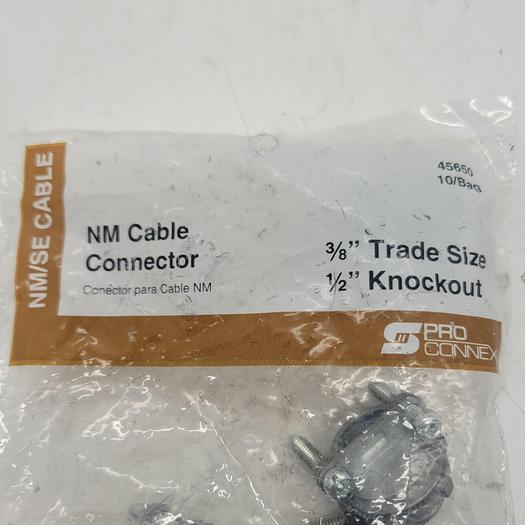 NM/SE CABLE
45650
10/Bag
NM Cable
Connector
Conector para Cable NM
3/8" Trade Size
1/2" Knockout
PRO
CONNEX